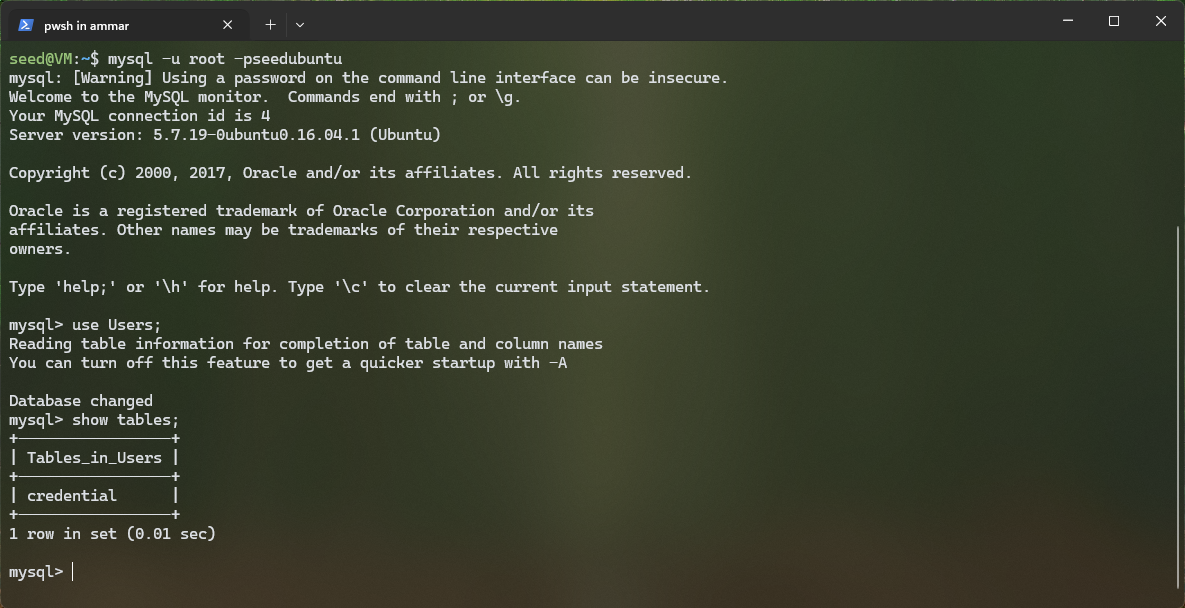 pwsh in ammar
seed@VM:~$ mysql -u root -pseedubuntu
mysql: [Warning] Using a password on the command line interface can be insecure.
Welcome to the MySQL monitor.  Commands end with ; or \g.
Your MySQL connection id is 4
Server version: 5.7.19-0ubuntu0.16.04.1 (Ubuntu)
Copyright (c) 2000, 2017, Oracle and/or its affiliates. All rights reserved.
Oracle is a registered trademark of Oracle Corporation and/or its
affiliates. Other names may be trademarks of their respective
owners.
Type 'help;' or '\h' for help. Type '\c' to clear the current input statement.
mysql> use Users;
Reading table information for completion of table and column names
You can turn off this feature to get a quicker startup with -A
Database changed
mysql> show tables;
+-----------------+
| Tables_in_Users |
+-----------------+
| credential      |
+-----------------+
1 row in set (0.01 sec)
mysql>